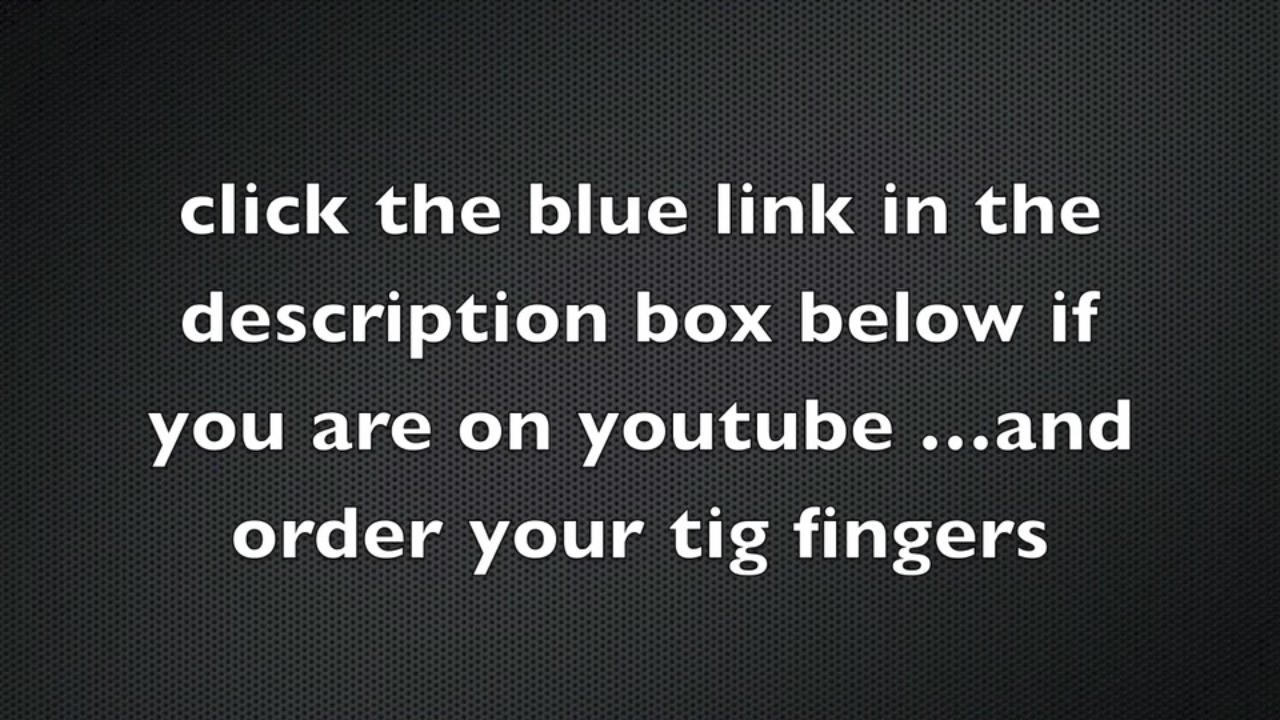 click the blue link in the
description box below if
you are on youtube ...and
order your tig fingers